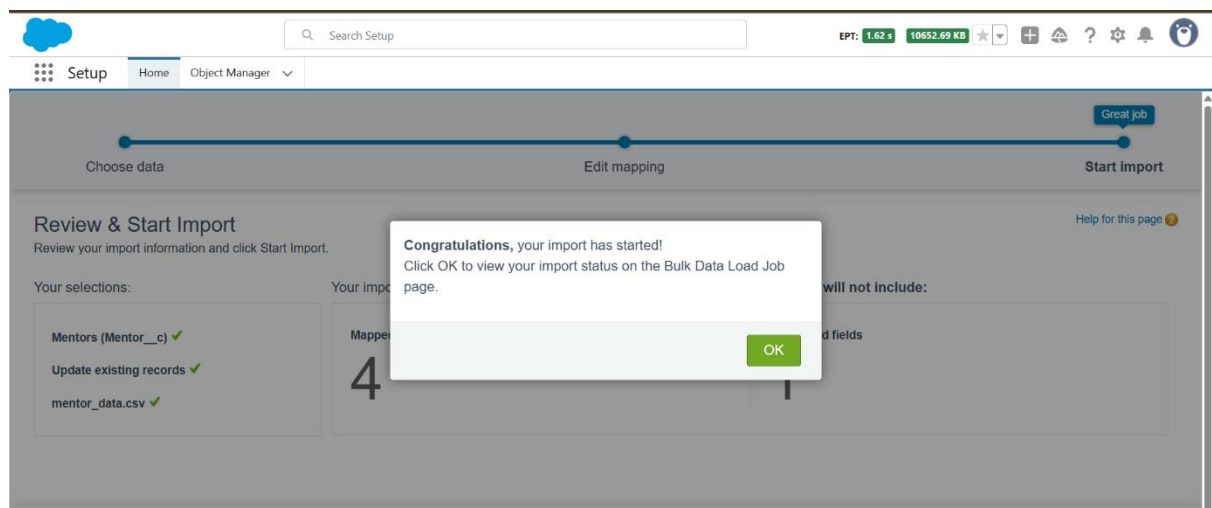 Search Setup
EPT: 1.62 s 10652.69 KB
Setup Home Object Manager
Great job
Choose data Edit mapping Start import
Review & Start Import Help for this page
Review your import information and click Start Import.
Congratulations, your import has started!
Click OK to view your import status on the Bulk Data Load Job
page.
OK
Your selections: Your will not include:
Mentors (Mentor__c)
Update existing records
mentor_data.csv
4
fields